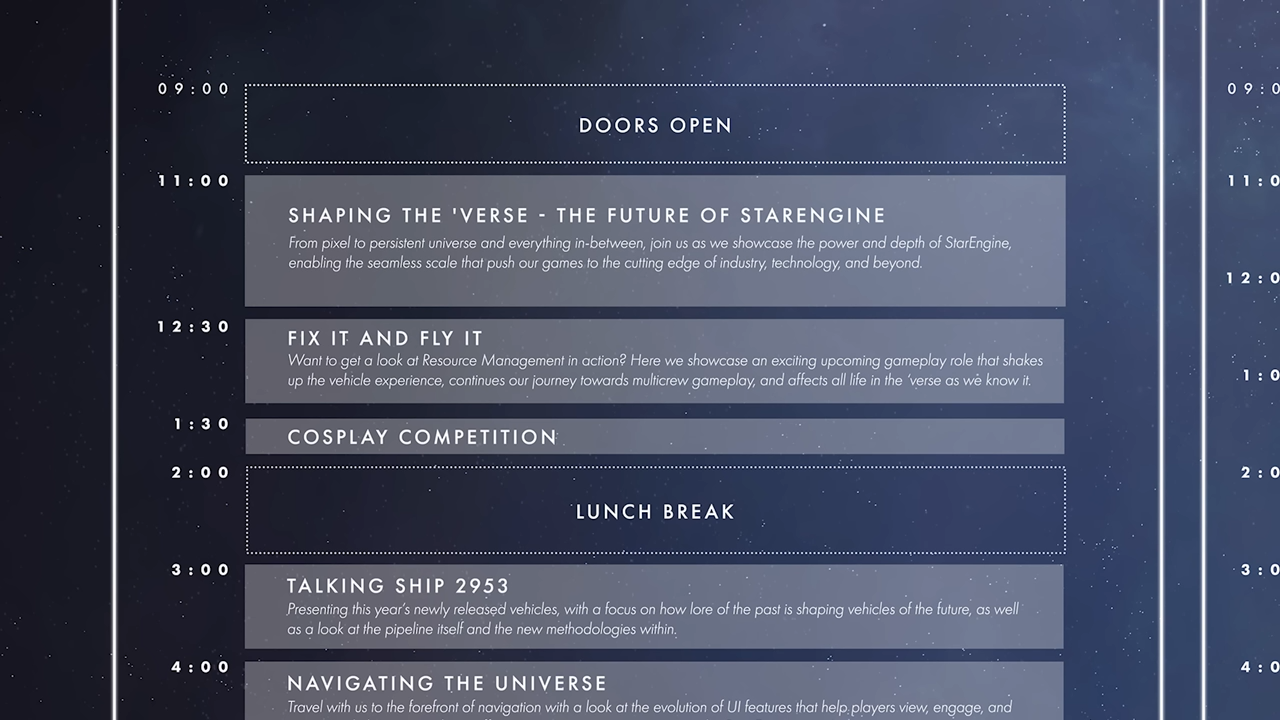 09:00
DOORS OPEN
11:00
SHAPING THE 'VERSE - THE FUTURE OF STARENGINE
From pixel to persistent universe and everything in-between, join us as we showcase the power and depth of StarEngine,
enabling the seamless scale that push our games to the cutting edge of industry, technology, and beyond.
12:30
FIX IT AND FLY IT
Want to get a look at Resource Management in action? Here we showcase an exciting upcoming gameplay role that shakes
up the vehicle experience, continues our journey towards multicrew gameplay, and affects all life in the 'verse as we know it.
1:30
COSPLAY COMPETITION
2:00
LUNCH BREAK
3:00
TALKING SHIP 2953
Presenting this year's newly released vehicles, with a focus on how lore of the past is shaping vehicles of the future, as well
as a look at the pipeline itself and the new methodologies within.
4:00
NAVIGATING THE UNIVERSE
Travel with us to the forefront of navigation with a look at the evolution of UI features that help players view, engage, and
09:0
11:0
12:0
1:0
2:0
3:0
4:0